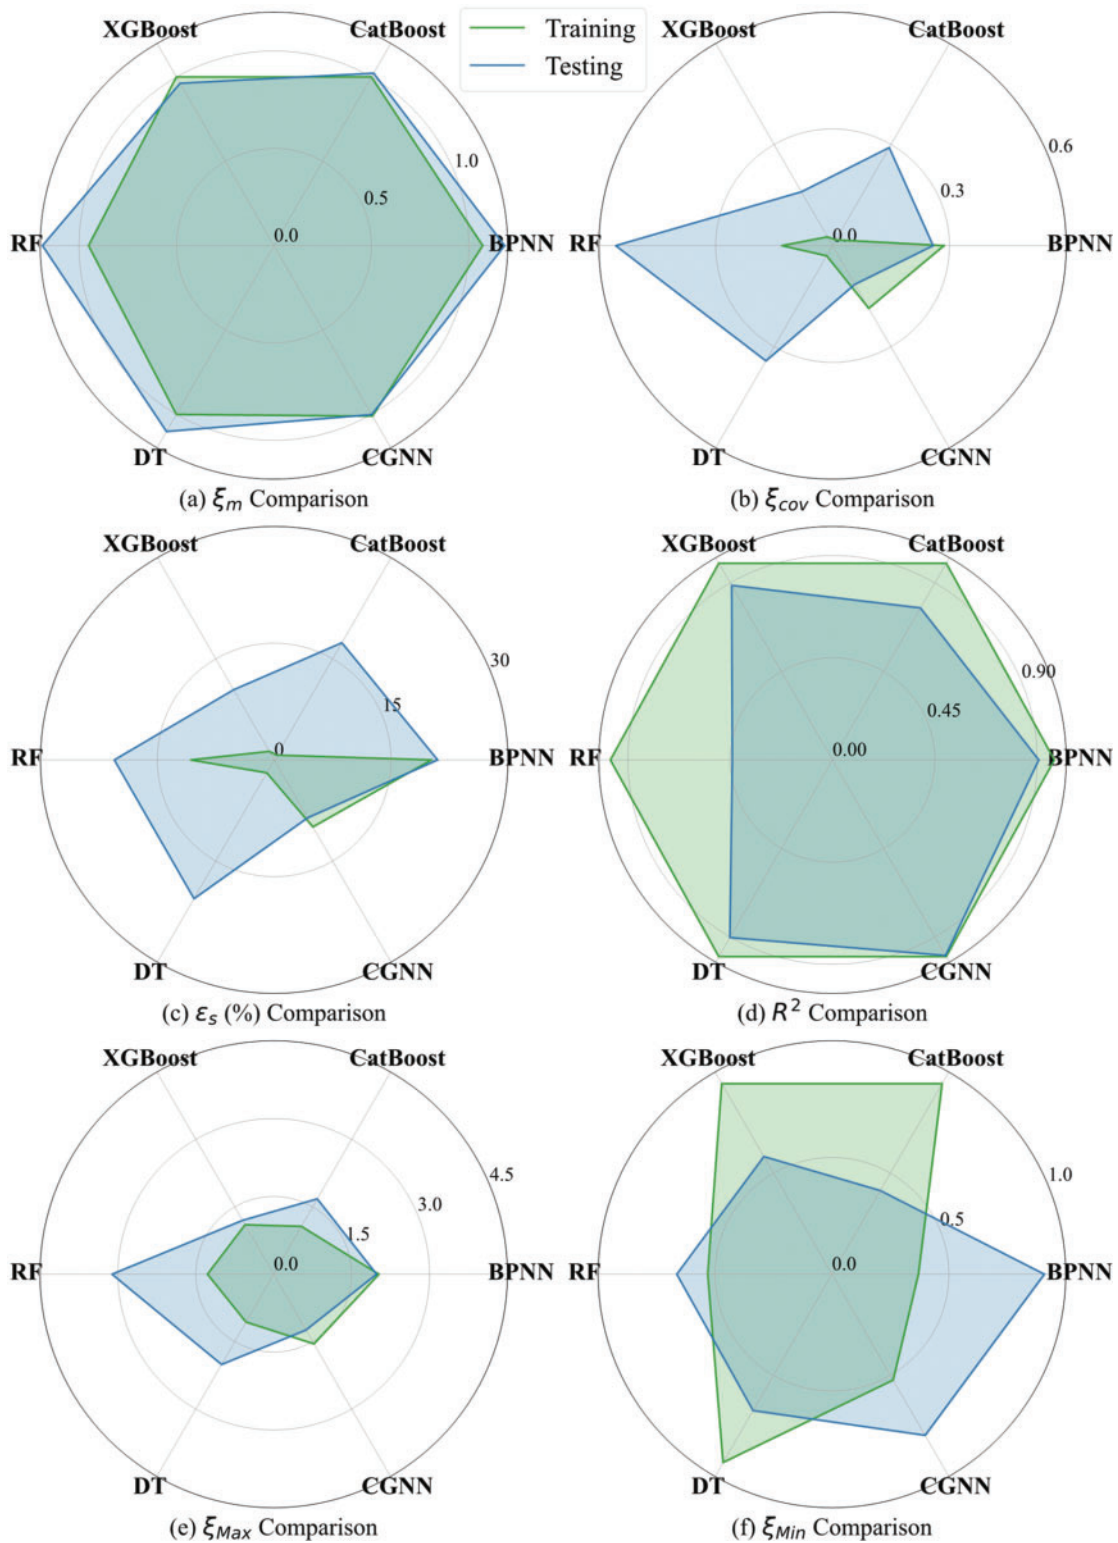 XGBoost CatBoost
Training
Testing
XGBoost CatBoost
1.0
0.5
0.0
RF BPNN
0.6
0.3
0.0
RF BPNN
DT CGNN
DT CGNN
(a) ξm Comparison
(b) ξcov Comparison
XGBoost CatBoost
XGBoost CatBoost
30
15
0
RF BPNN
0.90
0.45
0.00
RF BPNN
DT CGNN
DT CGNN
(c) εs (%) Comparison
(d) R² Comparison
XGBoost CatBoost
XGBoost CatBoost
4.5
3.0
1.5
0.0
RF BPNN
1.0
0.5
0.0
RF BPNN
DT CGNN
DT CGNN
(e) ξMax Comparison
(f) ξMin Comparison